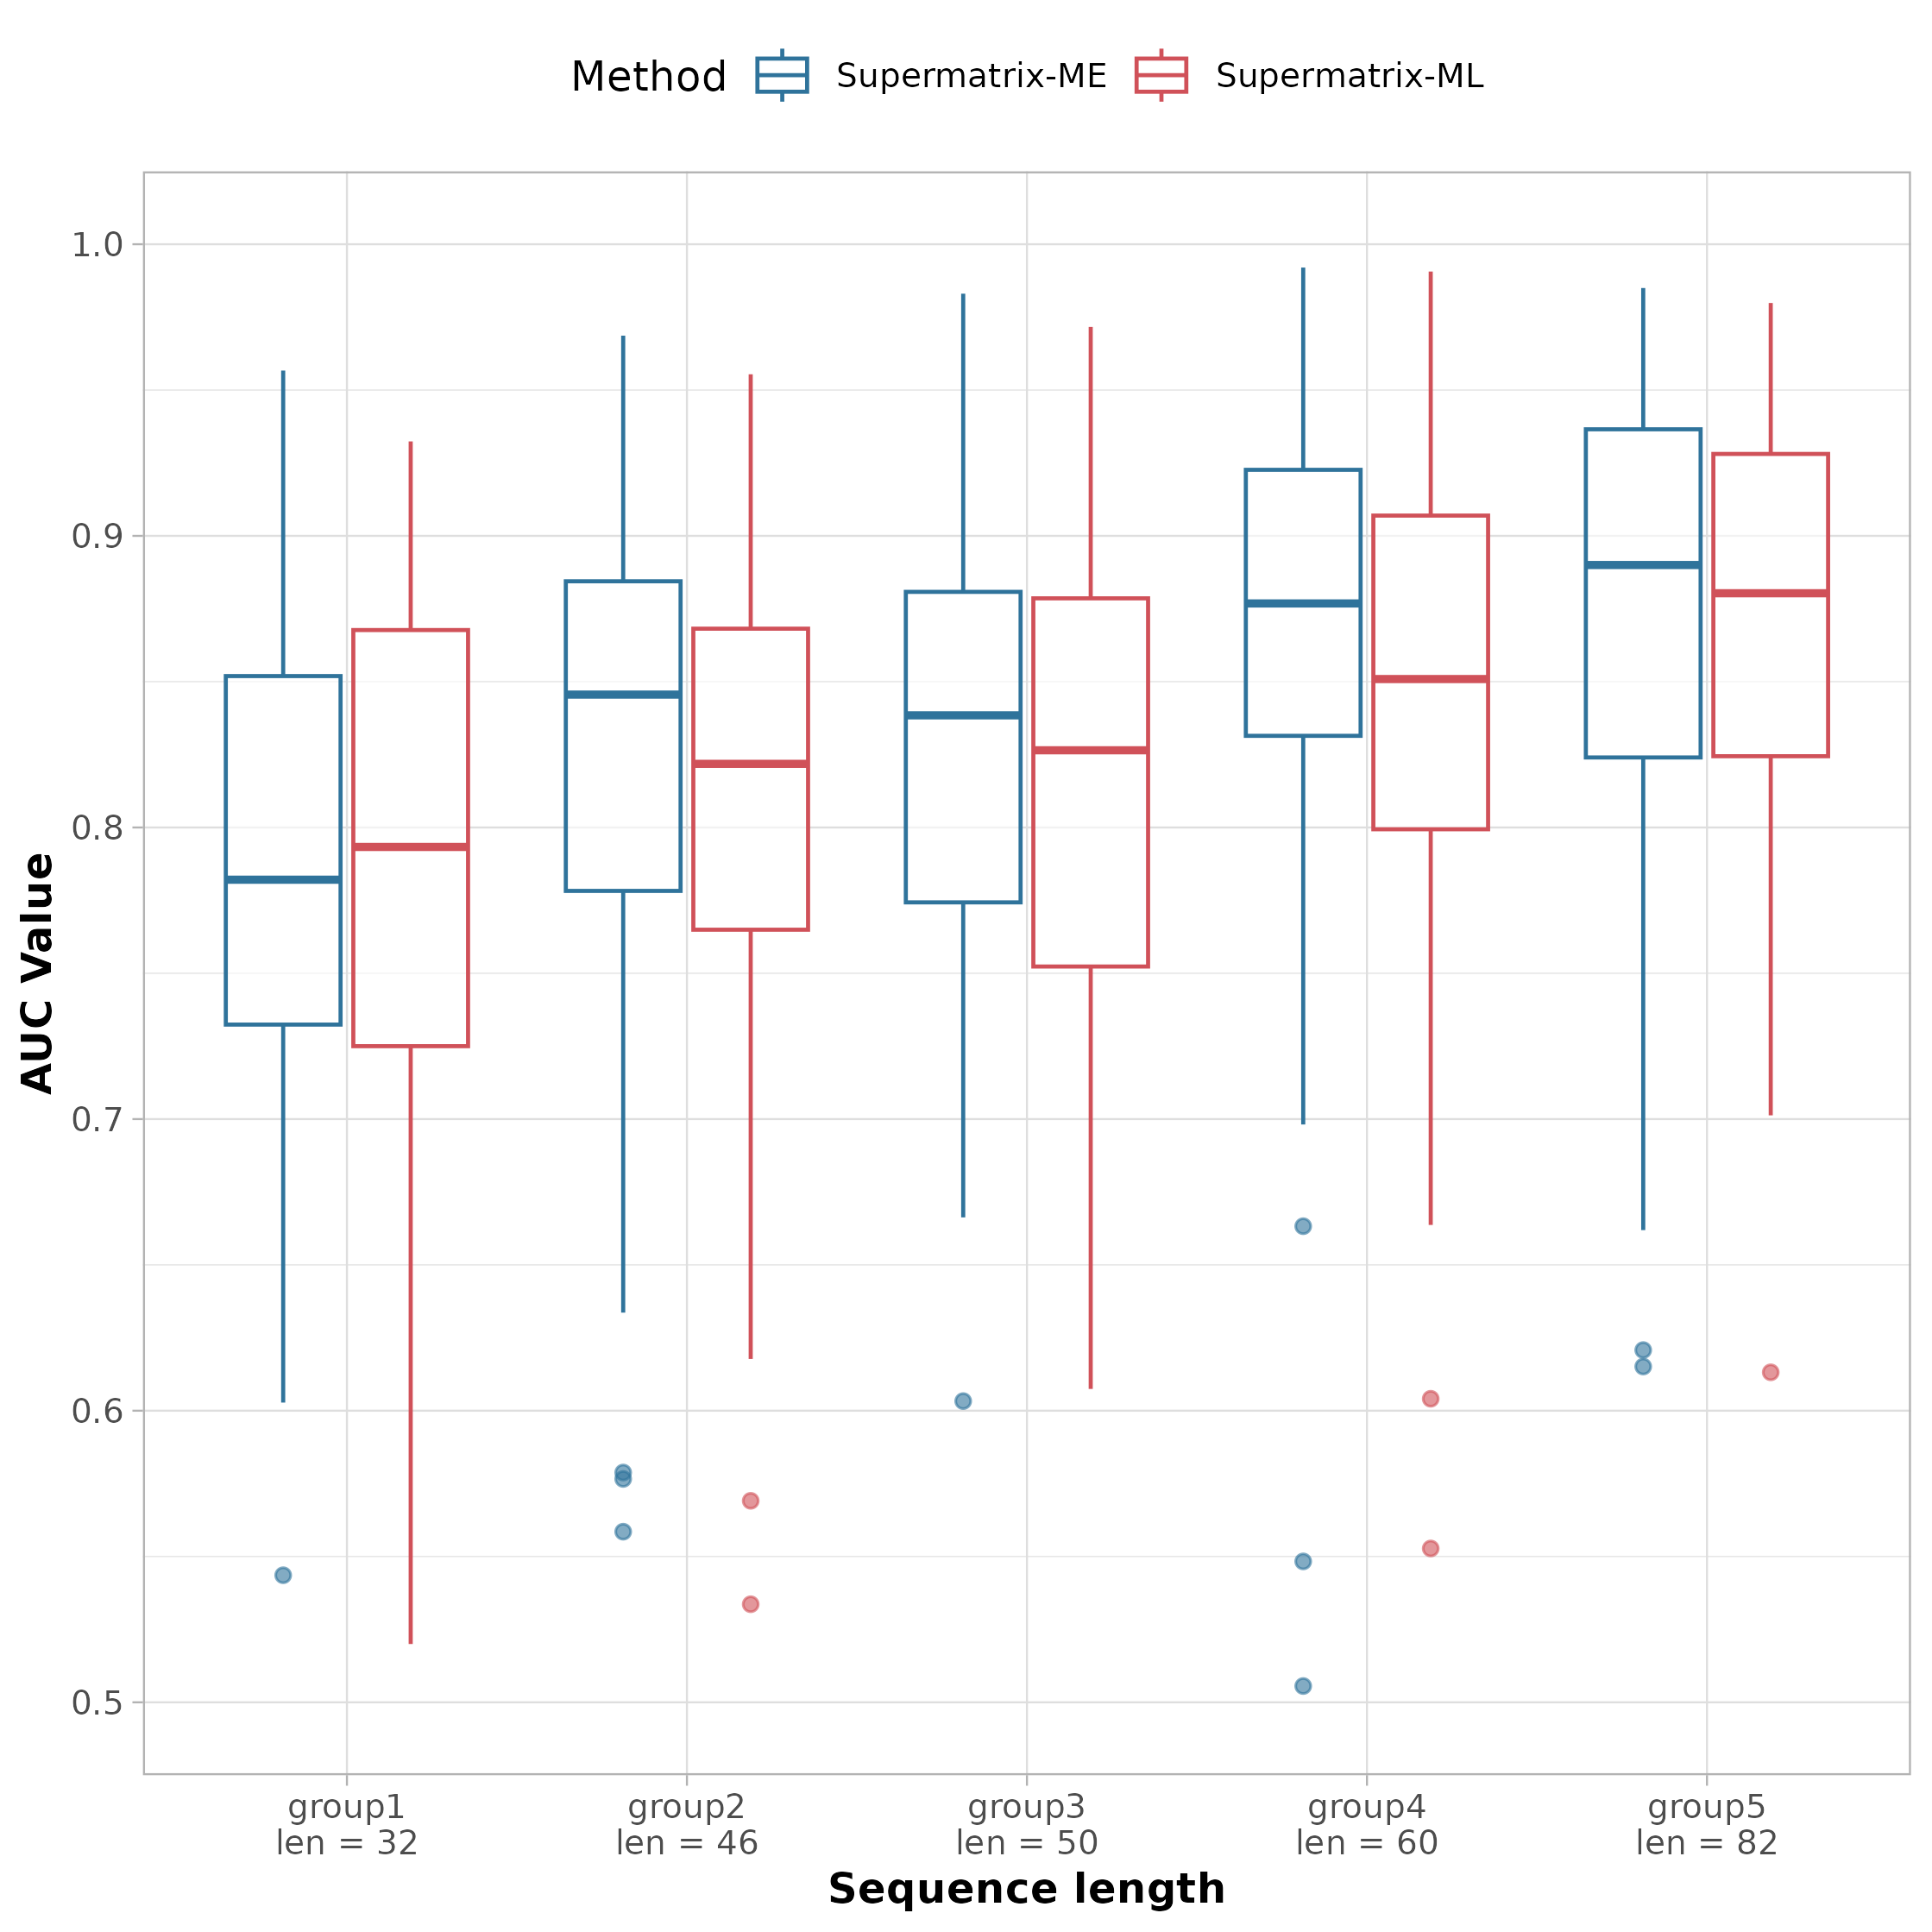 Method Supermatrix-ME Supermatrix-ML
AUC Value
1.0
0.9
0.8
0.7
0.6
0.5
group1 group2 group3 group4 group5
len = 32 len = 46 len = 50 len = 60 len = 82
Sequence length